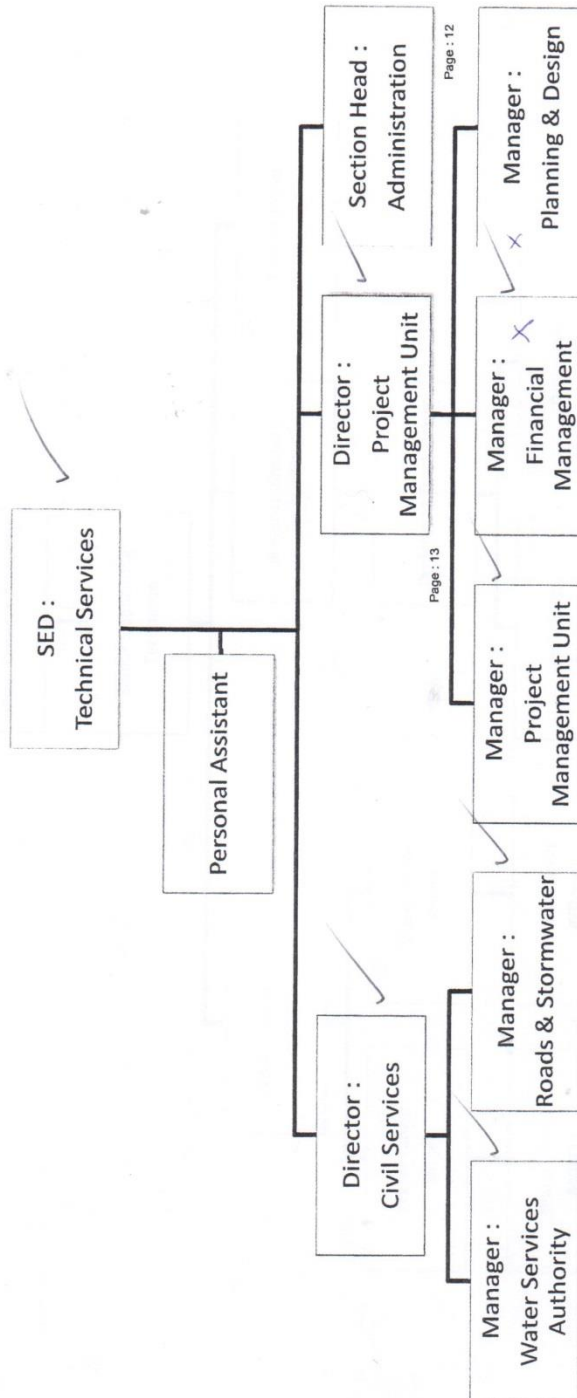 SED :
Technical Services
Personal Assistant
Director :
Civil Services
Director :
Project
Management Unit
Section Head :
Administration
Manager :
Water Services
Authority
Manager :
Roads & Stormwater
Page : 13
Manager :
Project
Management Unit
Manager :
Financial
Management
Page : 12
Manager :
Planning & Design